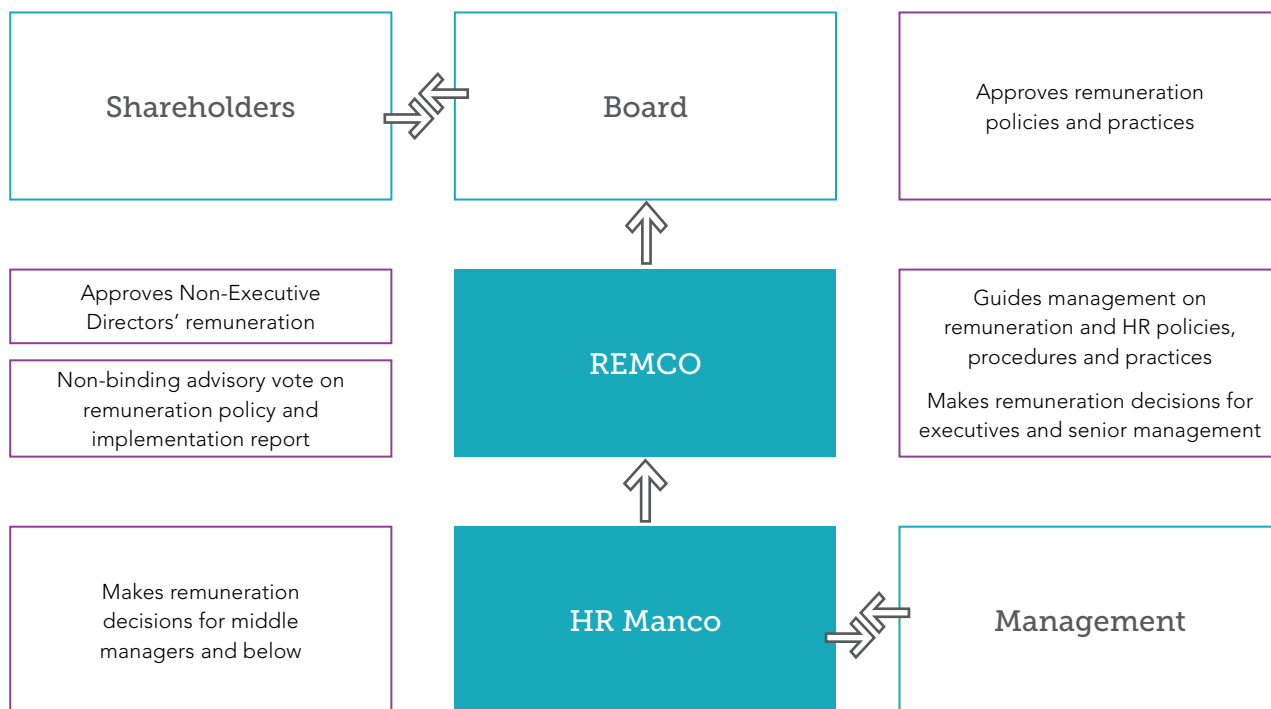 Shareholders
Board
Approves remuneration
policies and practices
Approves Non-Executive
Directors’ remuneration
Non-binding advisory vote on
remuneration policy and
implementation report
REMCO
Guides management on
remuneration and HR policies,
procedures and practices
Makes remuneration decisions for
executives and senior management
Makes remuneration
decisions for middle
managers and below
HR Manco
Management